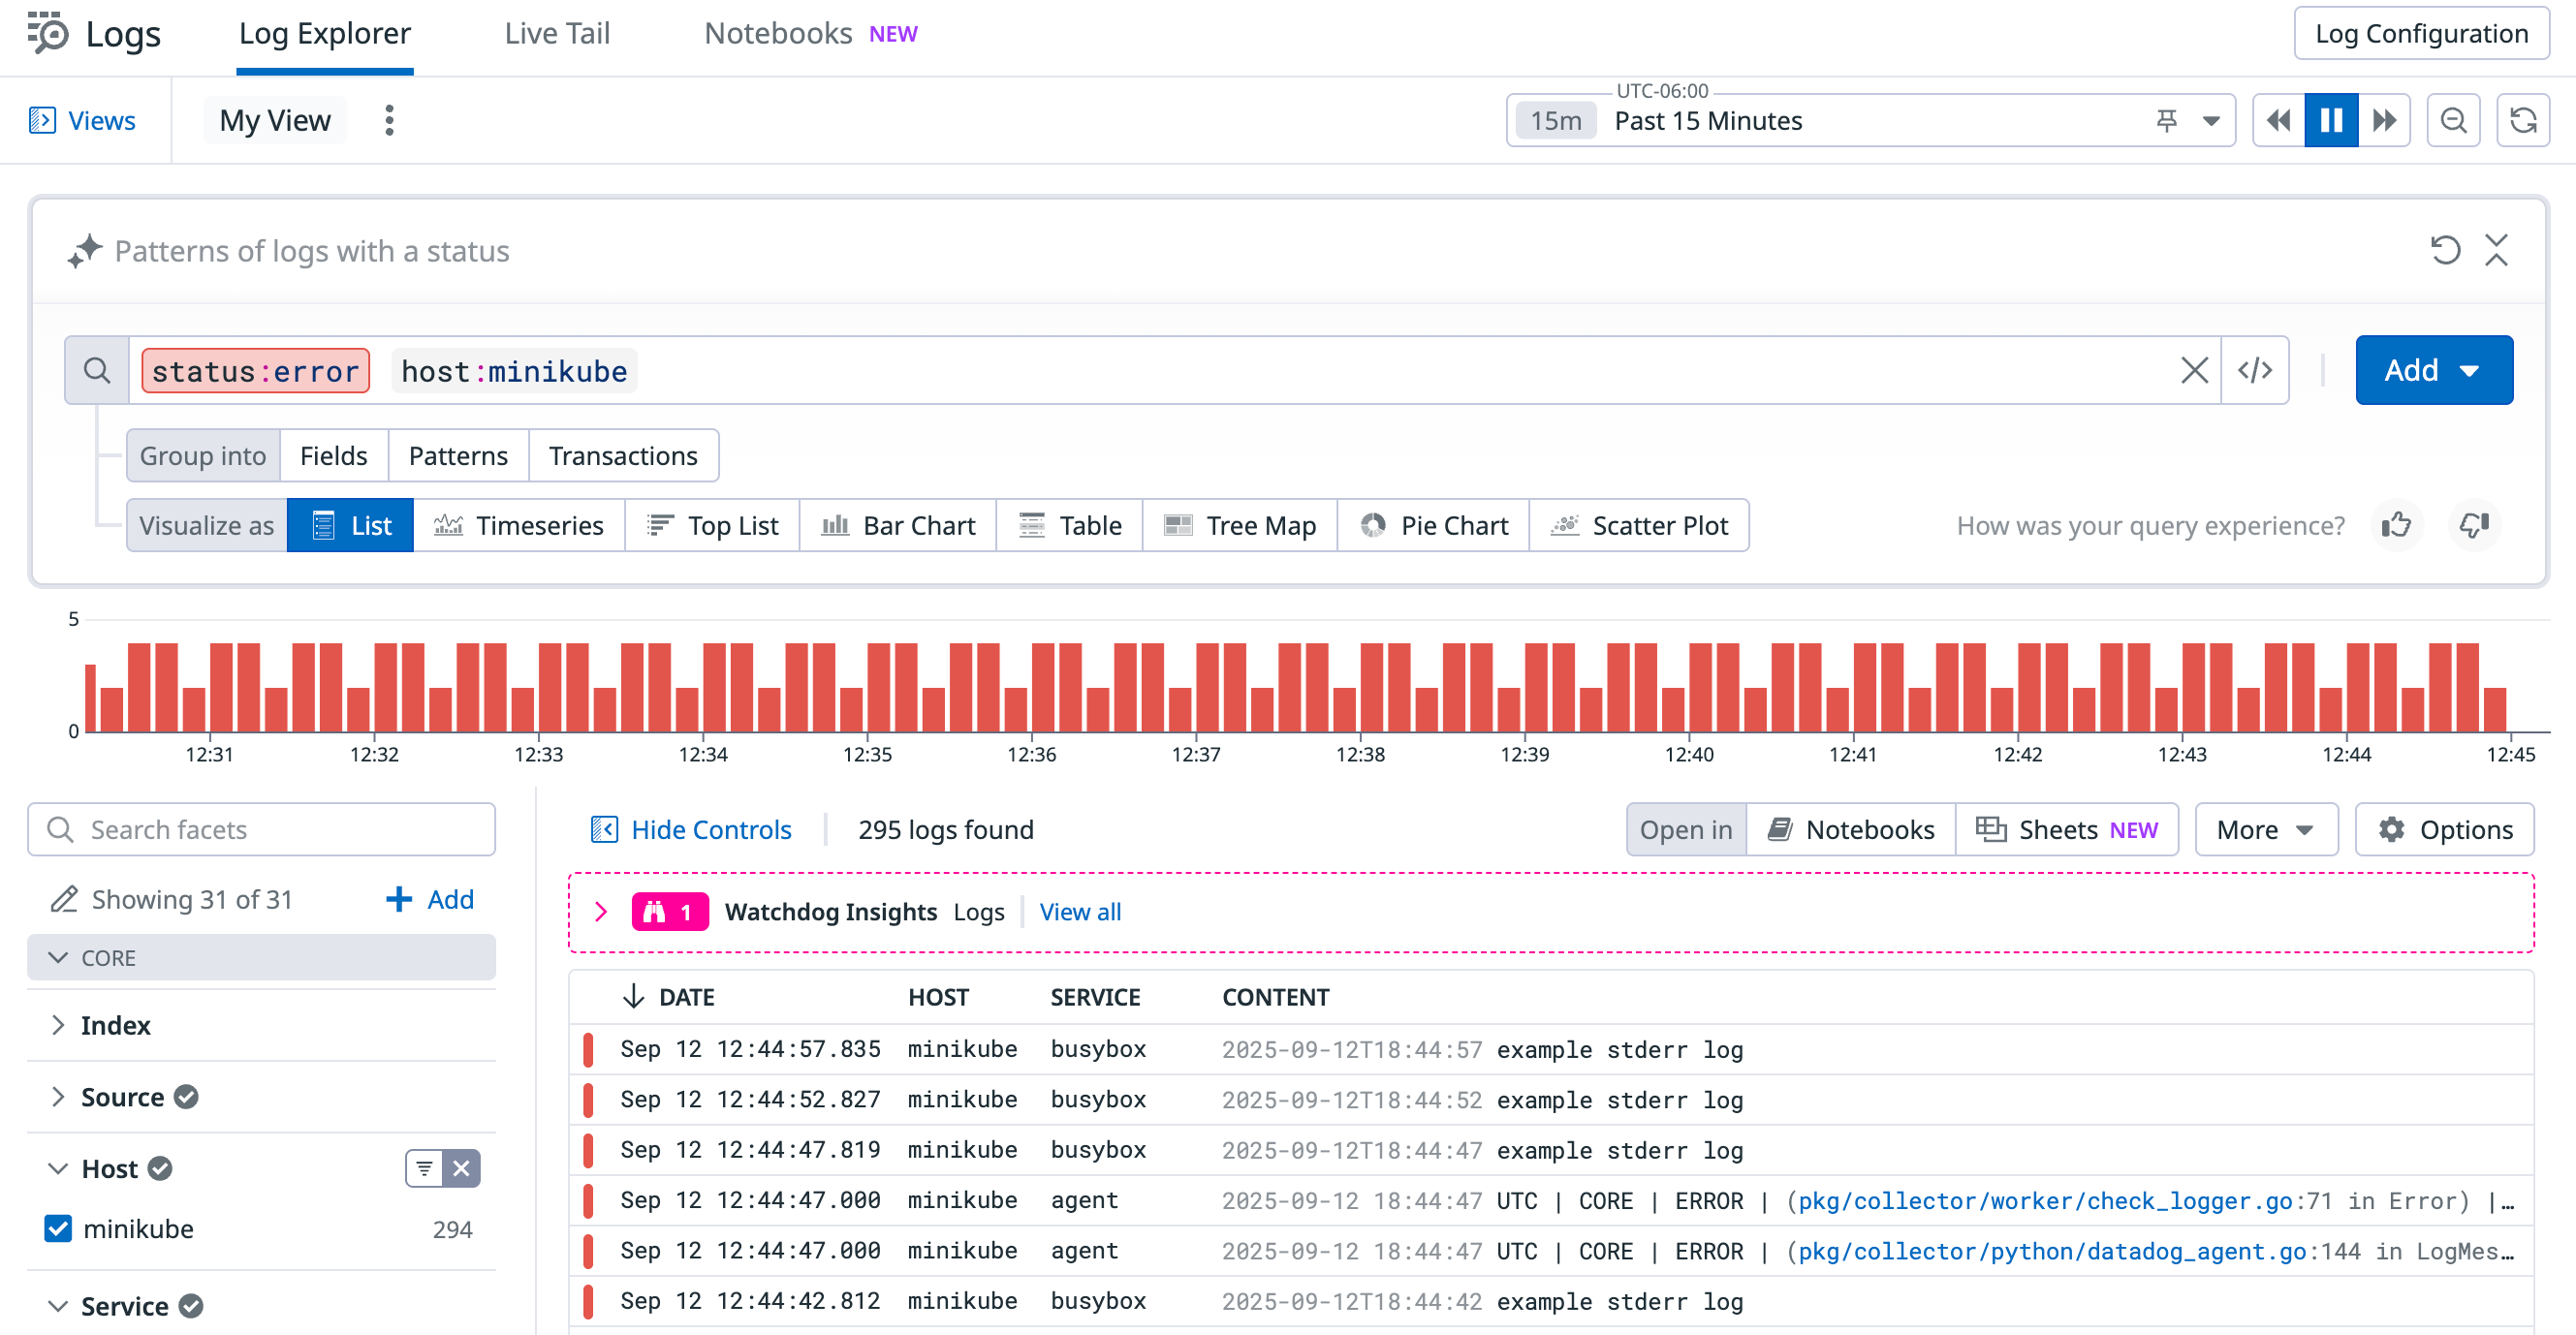 Logs Log Explorer Live Tail Notebooks NEW Log Configuration
Views My View UTC-06:00 15m Past 15 Minutes
Patterns of logs with a status
status:error host:minikube </> Add
Group into Fields Patterns Transactions
Visualize as List Timeseries Top List Bar Chart Table Tree Map Pie Chart Scatter Plot How was your query experience?
5
0
12:31 12:32 12:33 12:34 12:35 12:36 12:37 12:38 12:39 12:40 12:41 12:42 12:43 12:44 12:45
Search facets
Showing 31 of 31 Add
CORE
Index
Source
Host
minikube 294
Service
Hide Controls 295 logs found Open in Notebooks Sheets NEW More Options
1 Watchdog Insights Logs View all
DATE HOST SERVICE CONTENT
Sep 12 12:44:57.835 minikube busybox 2025-09-12T18:44:57 example stderr log
Sep 12 12:44:52.827 minikube busybox 2025-09-12T18:44:52 example stderr log
Sep 12 12:44:47.819 minikube busybox 2025-09-12T18:44:47 example stderr log
Sep 12 12:44:47.000 minikube agent 2025-09-12 18:44:47 UTC | CORE | ERROR | (pkg/collector/worker/check_logger.go:71 in Error) |…
Sep 12 12:44:47.000 minikube agent 2025-09-12 18:44:47 UTC | CORE | ERROR | (pkg/collector/python/datadog_agent.go:144 in LogMes…
Sep 12 12:44:42.812 minikube busybox 2025-09-12T18:44:42 example stderr log